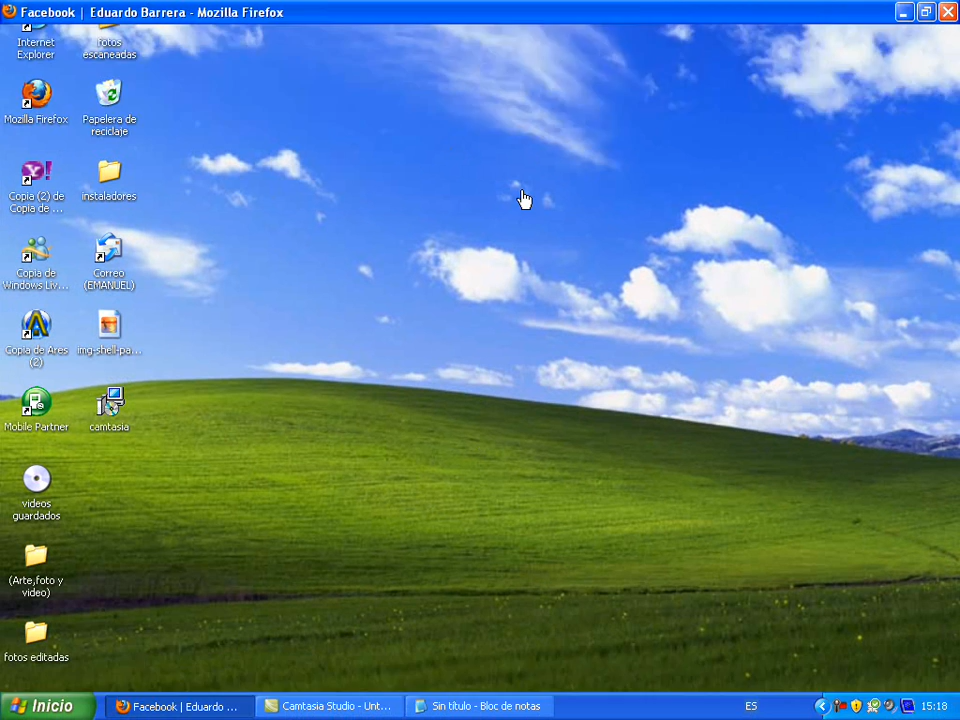 Facebook | Eduardo Barrera - Mozilla Firefox
Internet
Explorer
fotos
escaneadas
Mozilla Firefox
Papelera de
reciclaje
Copia (2) de
Copia de ...
instaladores
Copia de
Windows Liv...
Correo
(EMANUEL)
Copia de Ares
(2)
img-shell-pa...
Mobile Partner
camtasia
videos
guardados
(Arte,foto y
video)
fotos editadas
Inicio
Facebook | Eduardo ...
Camtasia Studio - Unt...
Sin título - Bloc de notas
ES
15:18